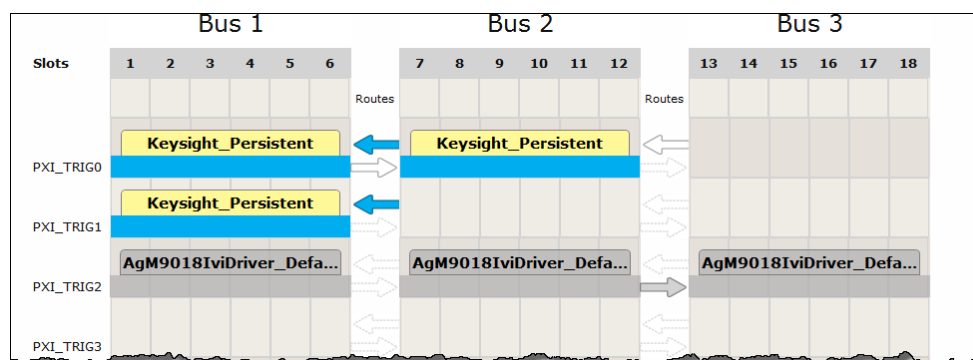 Bus 1 Bus 2 Bus 3
Slots 1 2 3 4 5 6 7 8 9 10 11 12 13 14 15 16 17 18
Routes Routes
Keysight_Persistent Keysight_Persistent
PXI_TRIG0
Keysight_Persistent
PXI_TRIG1
AgM9018IviDriver_Defa... AgM9018IviDriver_Defa... AgM9018IviDriver_Defa...
PXI_TRIG2
PXI_TRIG3